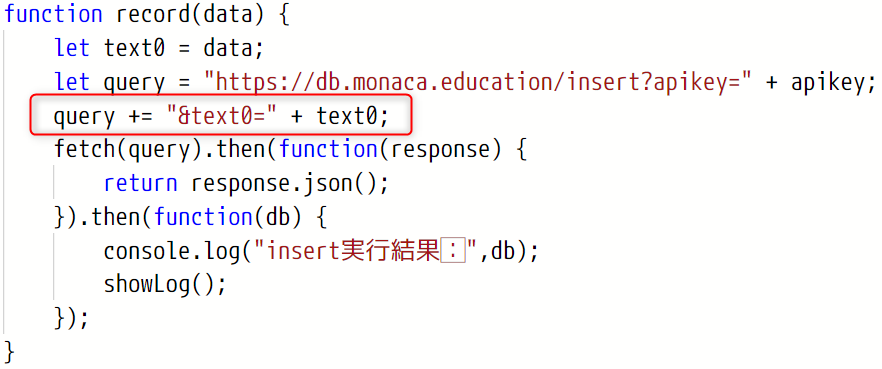 function record(data) {
let text0 = data;
let query = "https://db.monaca.education/insert?apikey=" + apikey;
query += "&text0=" + text0;
fetch(query).then(function(response) {
return response.json();
}).then(function(db) {
console.log("insert実行結果：",db);
showLog();
});
}